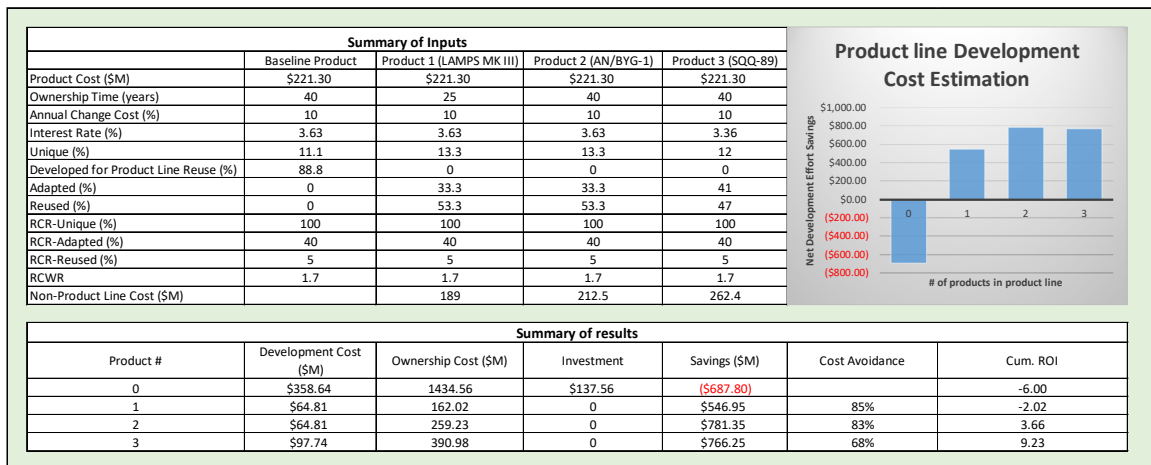 Summary of Inputs
Baseline Product Product 1 (LAMPS MK III) Product 2 (AN/BYG-1) Product 3 (SQQ-89)
Product Cost ($M) $221.30 $221.30 $221.30 $221.30
Ownership Time (years) 40 25 40 40
Annual Change Cost (%) 10 10 10 10
Interest Rate (%) 3.63 3.63 3.63 3.36
Unique (%) 11.1 13.3 13.3 12
Developed for Product Line Reuse (%) 88.8 0 0 0
Adapted (%) 0 33.3 33.3 41
Reused (%) 0 53.3 53.3 47
RCR-Unique (%) 100 100 100 100
RCR-Adapted (%) 40 40 40 40
RCR-Reused (%) 5 5 5 5
RCWR 1.7 1.7 1.7 1.7
Non-Product Line Cost ($M) 189 212.5 262.4
Product line Development
Cost Estimation
Net Development Effort Savings
$1,000.00
$800.00
$600.00
$400.00
$200.00
$0.00
($200.00)
($400.00)
($600.00)
($800.00)
0 1 2 3
# of products in product line
Summary of results
Product # Development Cost ($M) Ownership Cost ($M) Investment Savings ($M) Cost Avoidance Cum. ROI
0 $358.64 1434.56 $137.56 ($687.80) -6.00
1 $64.81 162.02 0 $546.95 85% -2.02
2 $64.81 259.23 0 $781.35 83% 3.66
3 $97.74 390.98 0 $766.25 68% 9.23